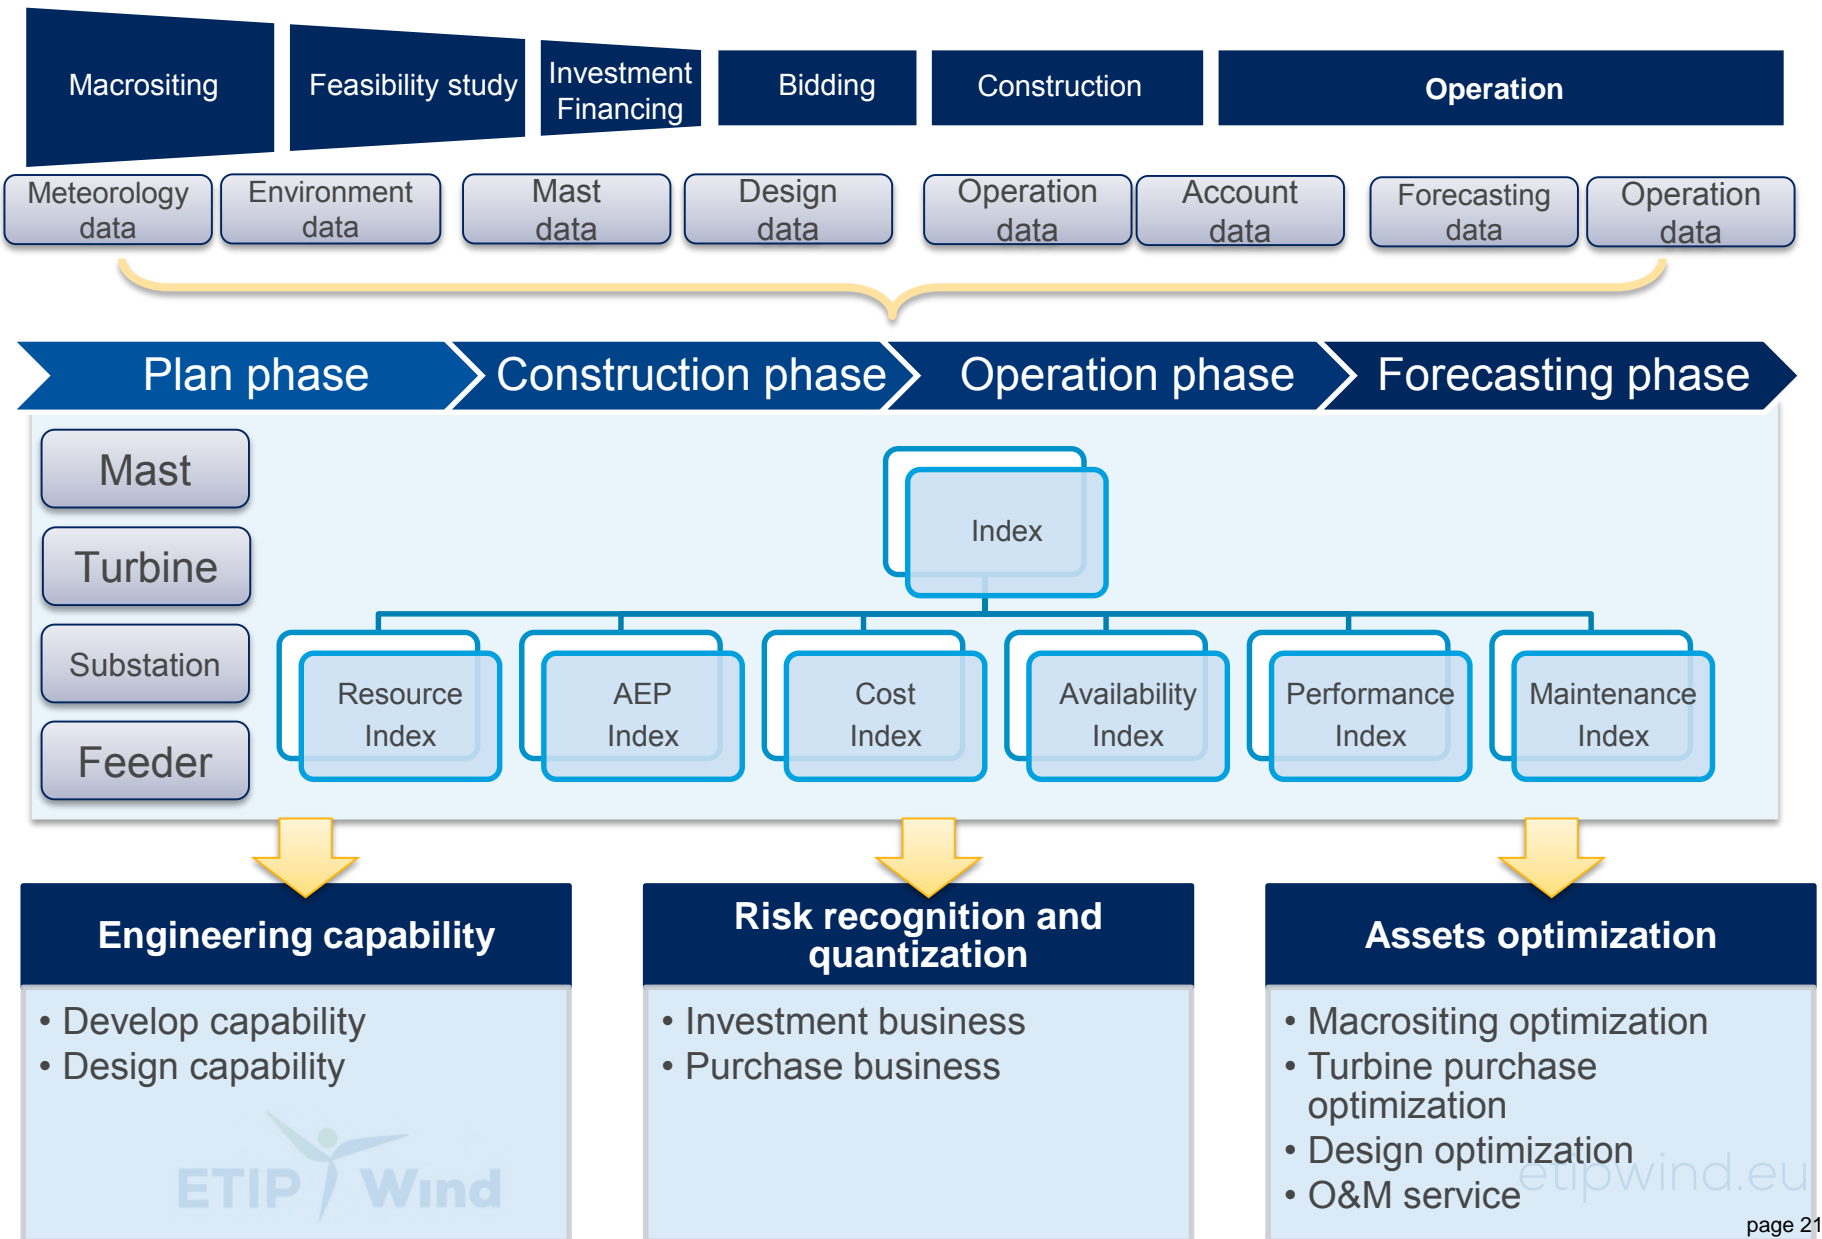 Macrositing
Feasibility study
Investment
Financing
Bidding
Construction
Operation
Meteorology
data
Environment
data
Mast
data
Design
data
Operation
data
Account
data
Forecasting
data
Operation
data
Plan phase
Construction phase
Operation phase
Forecasting phase
Mast
Turbine
Substation
Feeder
Index
Resource
Index
AEP
Index
Cost
Index
Availability
Index
Performance
Index
Maintenance
Index
Engineering capability
• Develop capability
• Design capability
ETIP Wind
Risk recognition and
quantization
• Investment business
• Purchase business
Assets optimization
• Macrositing optimization
• Turbine purchase
optimization
• Design optimization
• O&M service
etipwind.eu
page 21